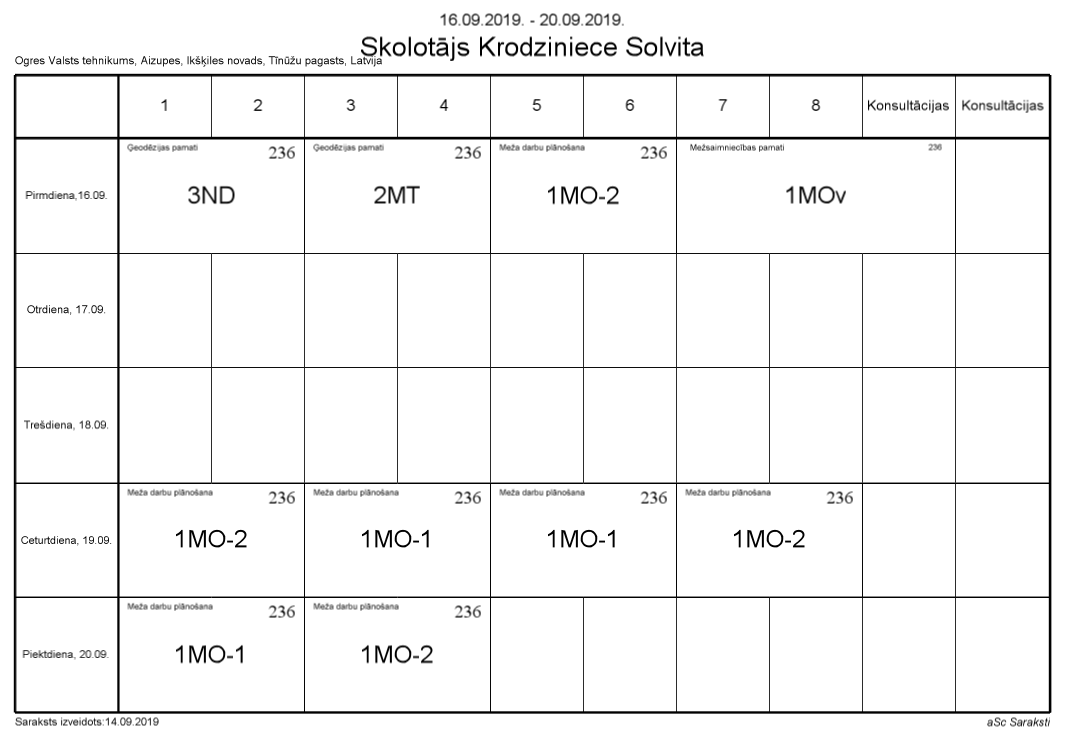 16.09.2019. - 20.09.2019.
Skolotājs Krodziniece Solvita
Ogres Valsts tehnikums, Aizupes, Ikšķiles novads, Tīnūžu pagasts, Latvija
1 2 3 4 5 6 7 8 Konsultācijas Konsultācijas
Ģeodēzijas pamati 236 Ģeodēzijas pamati 236 Meža darbu plānošana 236 Mežsaimniecības pamati 236
Pirmdiena,16.09. 3ND 2MT 1MO-2 1MOv
Otrdiena, 17.09.
Trešdiena, 18.09.
Meža darbu plānošana 236 Meža darbu plānošana 236 Meža darbu plānošana 236 Meža darbu plānošana 236
Ceturtdiena, 19.09. 1MO-2 1MO-1 1MO-1 1MO-2
Meža darbu plānošana 236 Meža darbu plānošana 236
Piektdiena, 20.09. 1MO-1 1MO-2
Saraksts izveidots:14.09.2019 aSc Saraksti